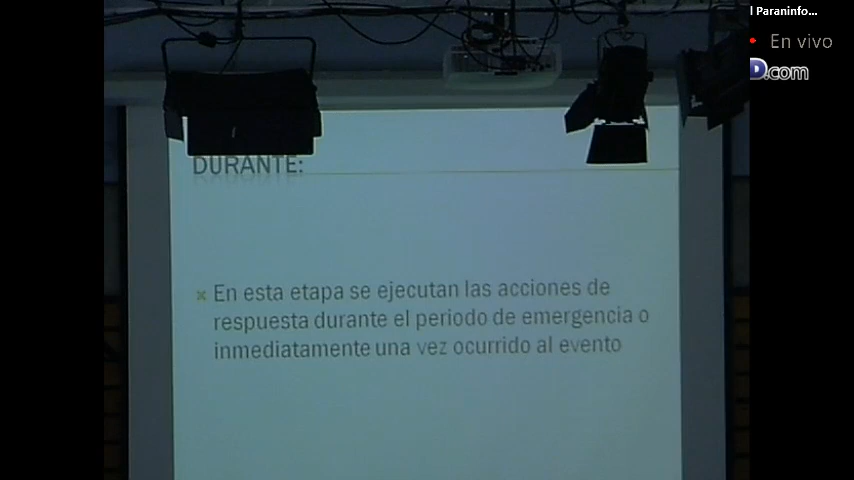 l Paraninfo...
En vivo
D.com
DURANTE:
En esta etapa se ejecutan las acciones de
respuesta durante el periodo de emergencia o
inmediatamente una vez ocurrido al evento